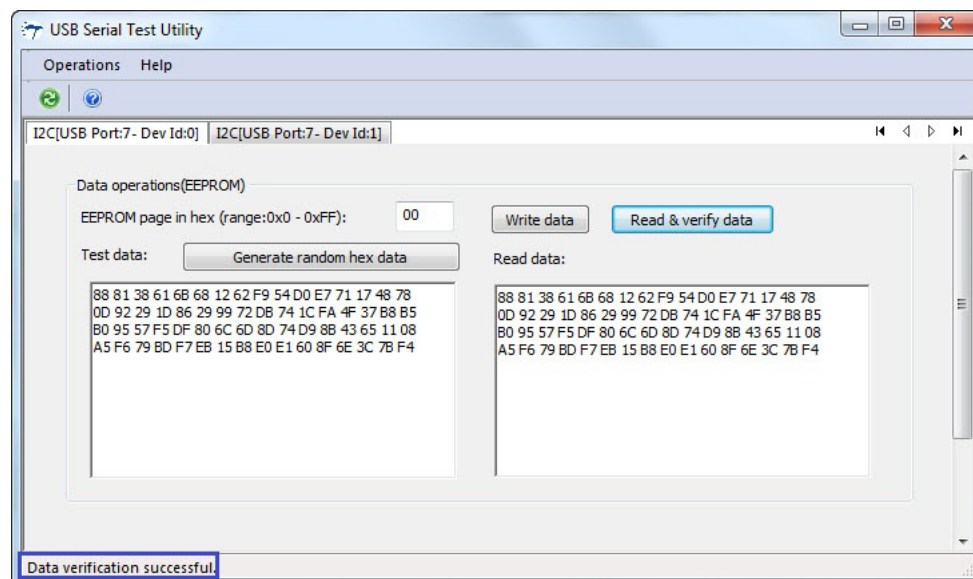 USB Serial Test Utility
Operations Help
I2C[USB Port:7- Dev Id:0] I2C[USB Port:7- Dev Id:1]
Data operations(EEPROM)
EEPROM page in hex (range:0x0 - 0xFF): 00 Write data Read & verify data
Test data: Generate random hex data Read data:
88 81 38 61 6B 68 12 62 F9 54 D0 E7 71 17 48 78
0D 92 29 1D 86 29 99 72 DB 74 1C FA 4F 37 B8 B5
B0 95 57 F5 DF 80 6C 6D 8D 74 D9 8B 43 65 11 08
A5 F6 79 BD F7 EB 15 B8 E0 E1 60 8F 6E 3C 7B F4
88 81 38 61 6B 68 12 62 F9 54 D0 E7 71 17 48 78
0D 92 29 1D 86 29 99 72 DB 74 1C FA 4F 37 B8 B5
B0 95 57 F5 DF 80 6C 6D 8D 74 D9 8B 43 65 11 08
A5 F6 79 BD F7 EB 15 B8 E0 E1 60 8F 6E 3C 7B F4
Data verification successful.